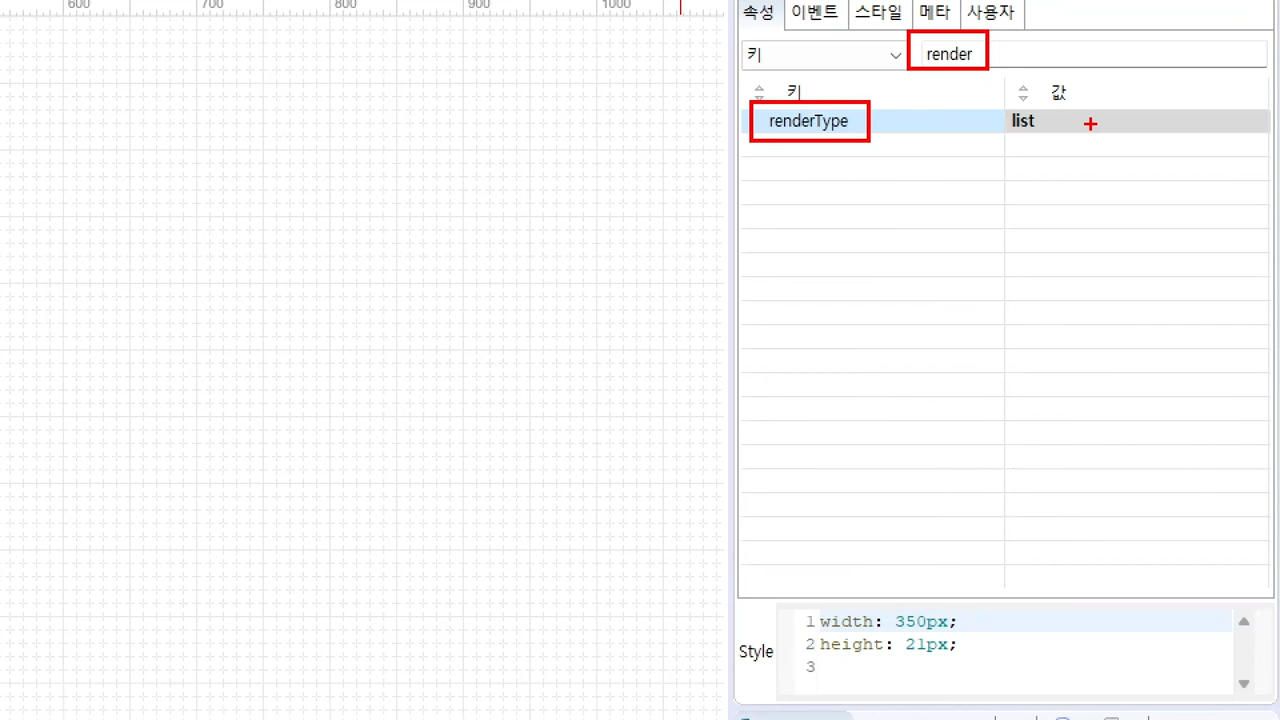 600 700 800 900 1000
속성 이벤트 스타일 메타 사용자
키 render
키 값
renderType list
1 width: 350px;
2 height: 21px;
3
Style